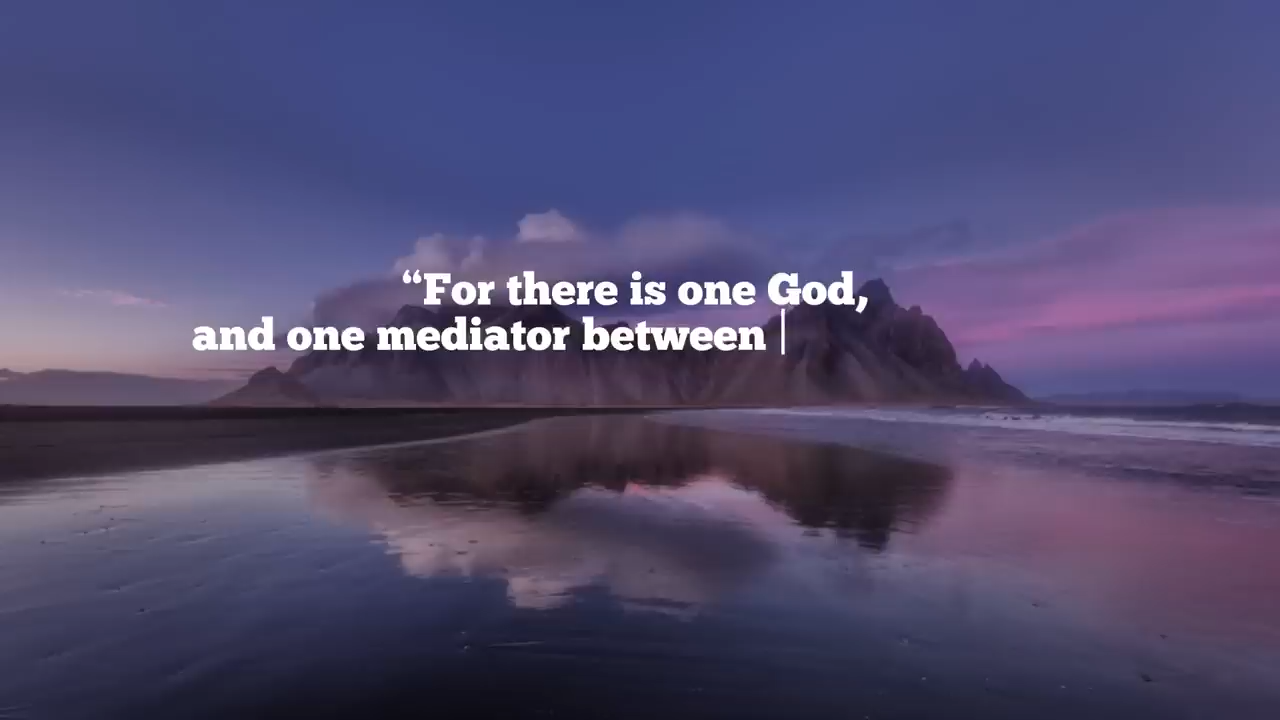 “For there is one God,
and one mediator between